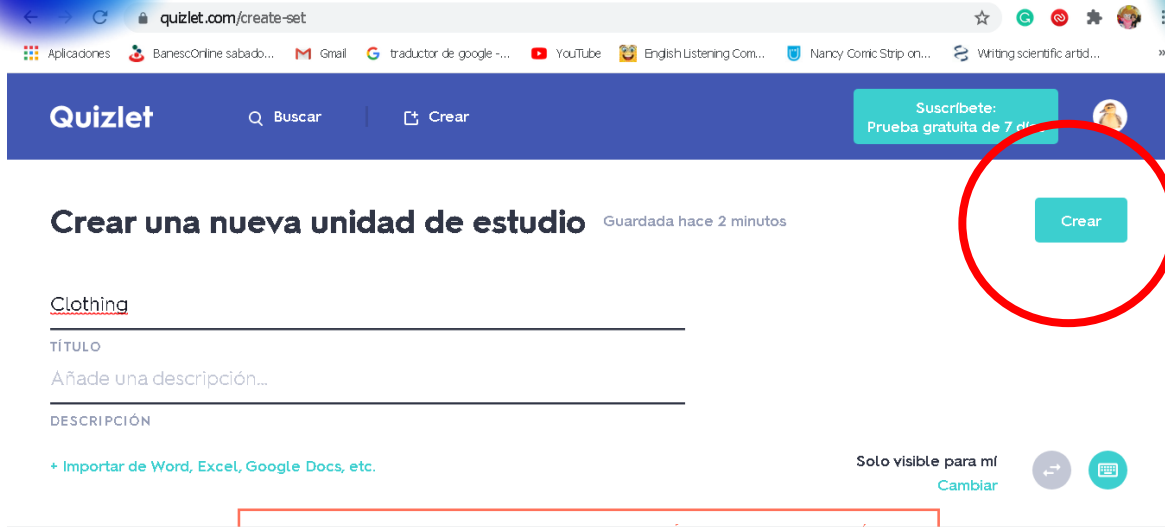 quizlet.com/create-set
Aplicaciones BanescOnline sabado... Gmail traductor de google -... YouTube English Listening Com... Nancy Comic Strip on... Writing scientific artid... »
Quizlet Buscar Crear Suscríbete:
Prueba gratuita de 7
Crear una nueva unidad de estudio Guardada hace 2 minutos Crear
Clothing
TÍTULO
Añade una descripción...
DESCRIPCIÓN
+ Importar de Word, Excel, Google Docs, etc. Solo visible para mí
Cambiar